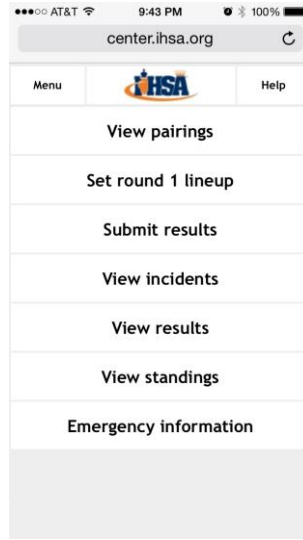 AT&T 9:43 PM 100%
center.ihsa.org
Menu IHSA Help
View pairings
Set round 1 lineup
Submit results
View incidents
View results
View standings
Emergency information